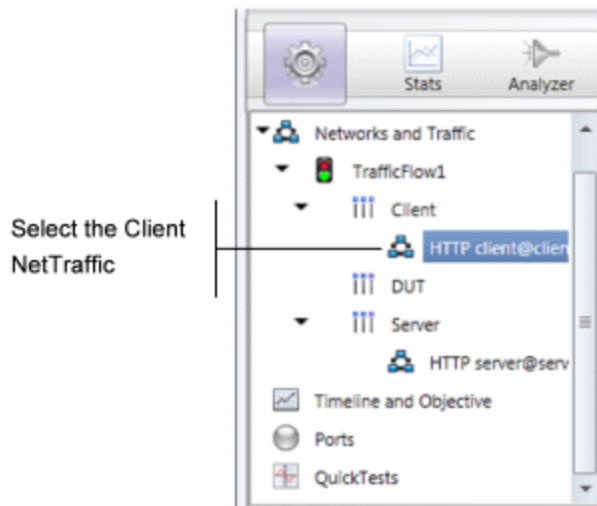 Stats Analyzer
Networks and Traffic
TrafficFlow1
Client
Select the Client
NetTraffic
HTTP client@clien
DUT
Server
HTTP server@serv
Timeline and Objective
Ports
QuickTests